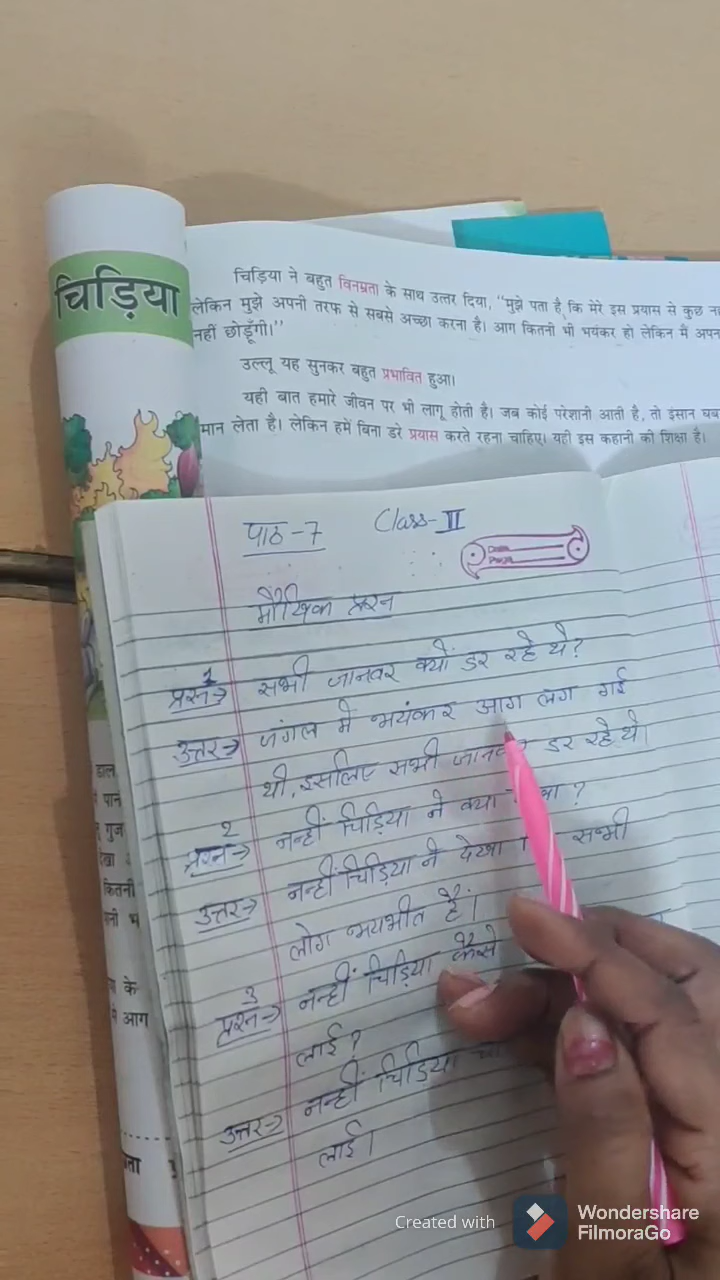 चिड़िया
चिड़िया ने बहुत विनम्रता के साथ उत्तर दिया, "मुझे पता है कि मेरे इस प्रयास से कुछ
लेकिन मुझे अपनी तरफ से सबसे अच्छा करना है। आग कितनी भी भयंकर हो लेकिन मैं
नहीं छोड़ूँगी।"
उल्लू यह सुनकर बहुत प्रभावित हुआ।
यही बात हमारे जीवन पर भी लागू होती है। जब कोई परेशानी आती है, तो इंसान
मान लेता है। लेकिन हमें बिना डरे प्रयास करते रहना चाहिए। यही इस कहानी की शिक्षा है।
पाठ-7 Class-II
मौखिक प्रश्न
प्रश्न 1→ सभी जानवर क्यों डर रहे थे?
उत्तर→ जंगल में भयंकर आग लग गई
थी, इसलिए सभी जानवर डर रहे थे।
प्रश्न 2→ नन्हीं चिड़िया ने क्या ?
उत्तर→ नन्हीं चिड़िया ने देखा सभी
लोग भयभीत हैं।
प्रश्न 3→ नन्हीं चिड़िया कैसे
लाई?
उत्तर→ नन्हीं चिड़िया
लाई।
डाल
कितनी
के
आग
Created with Wondershare
FilmoraGo